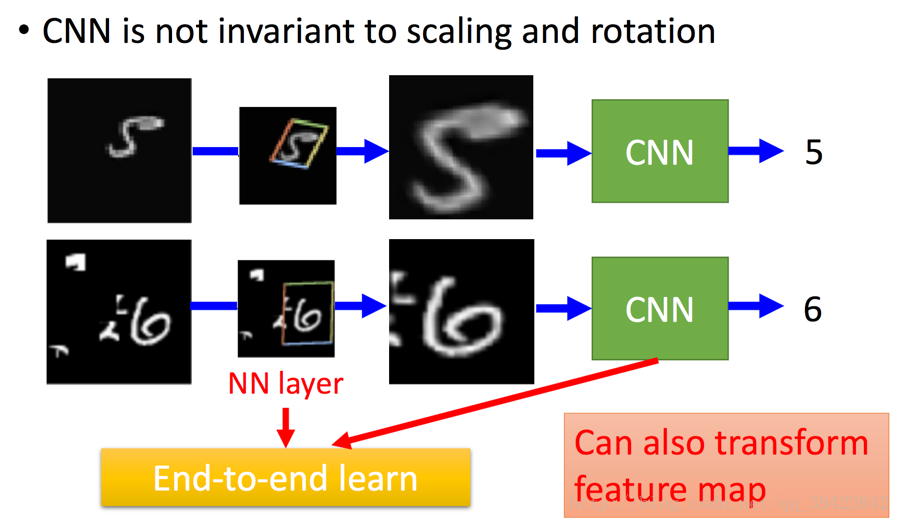 • CNN is not invariant to scaling and rotation
CNN
5
CNN
6
NN layer
End-to-end learn
Can also transform
feature map